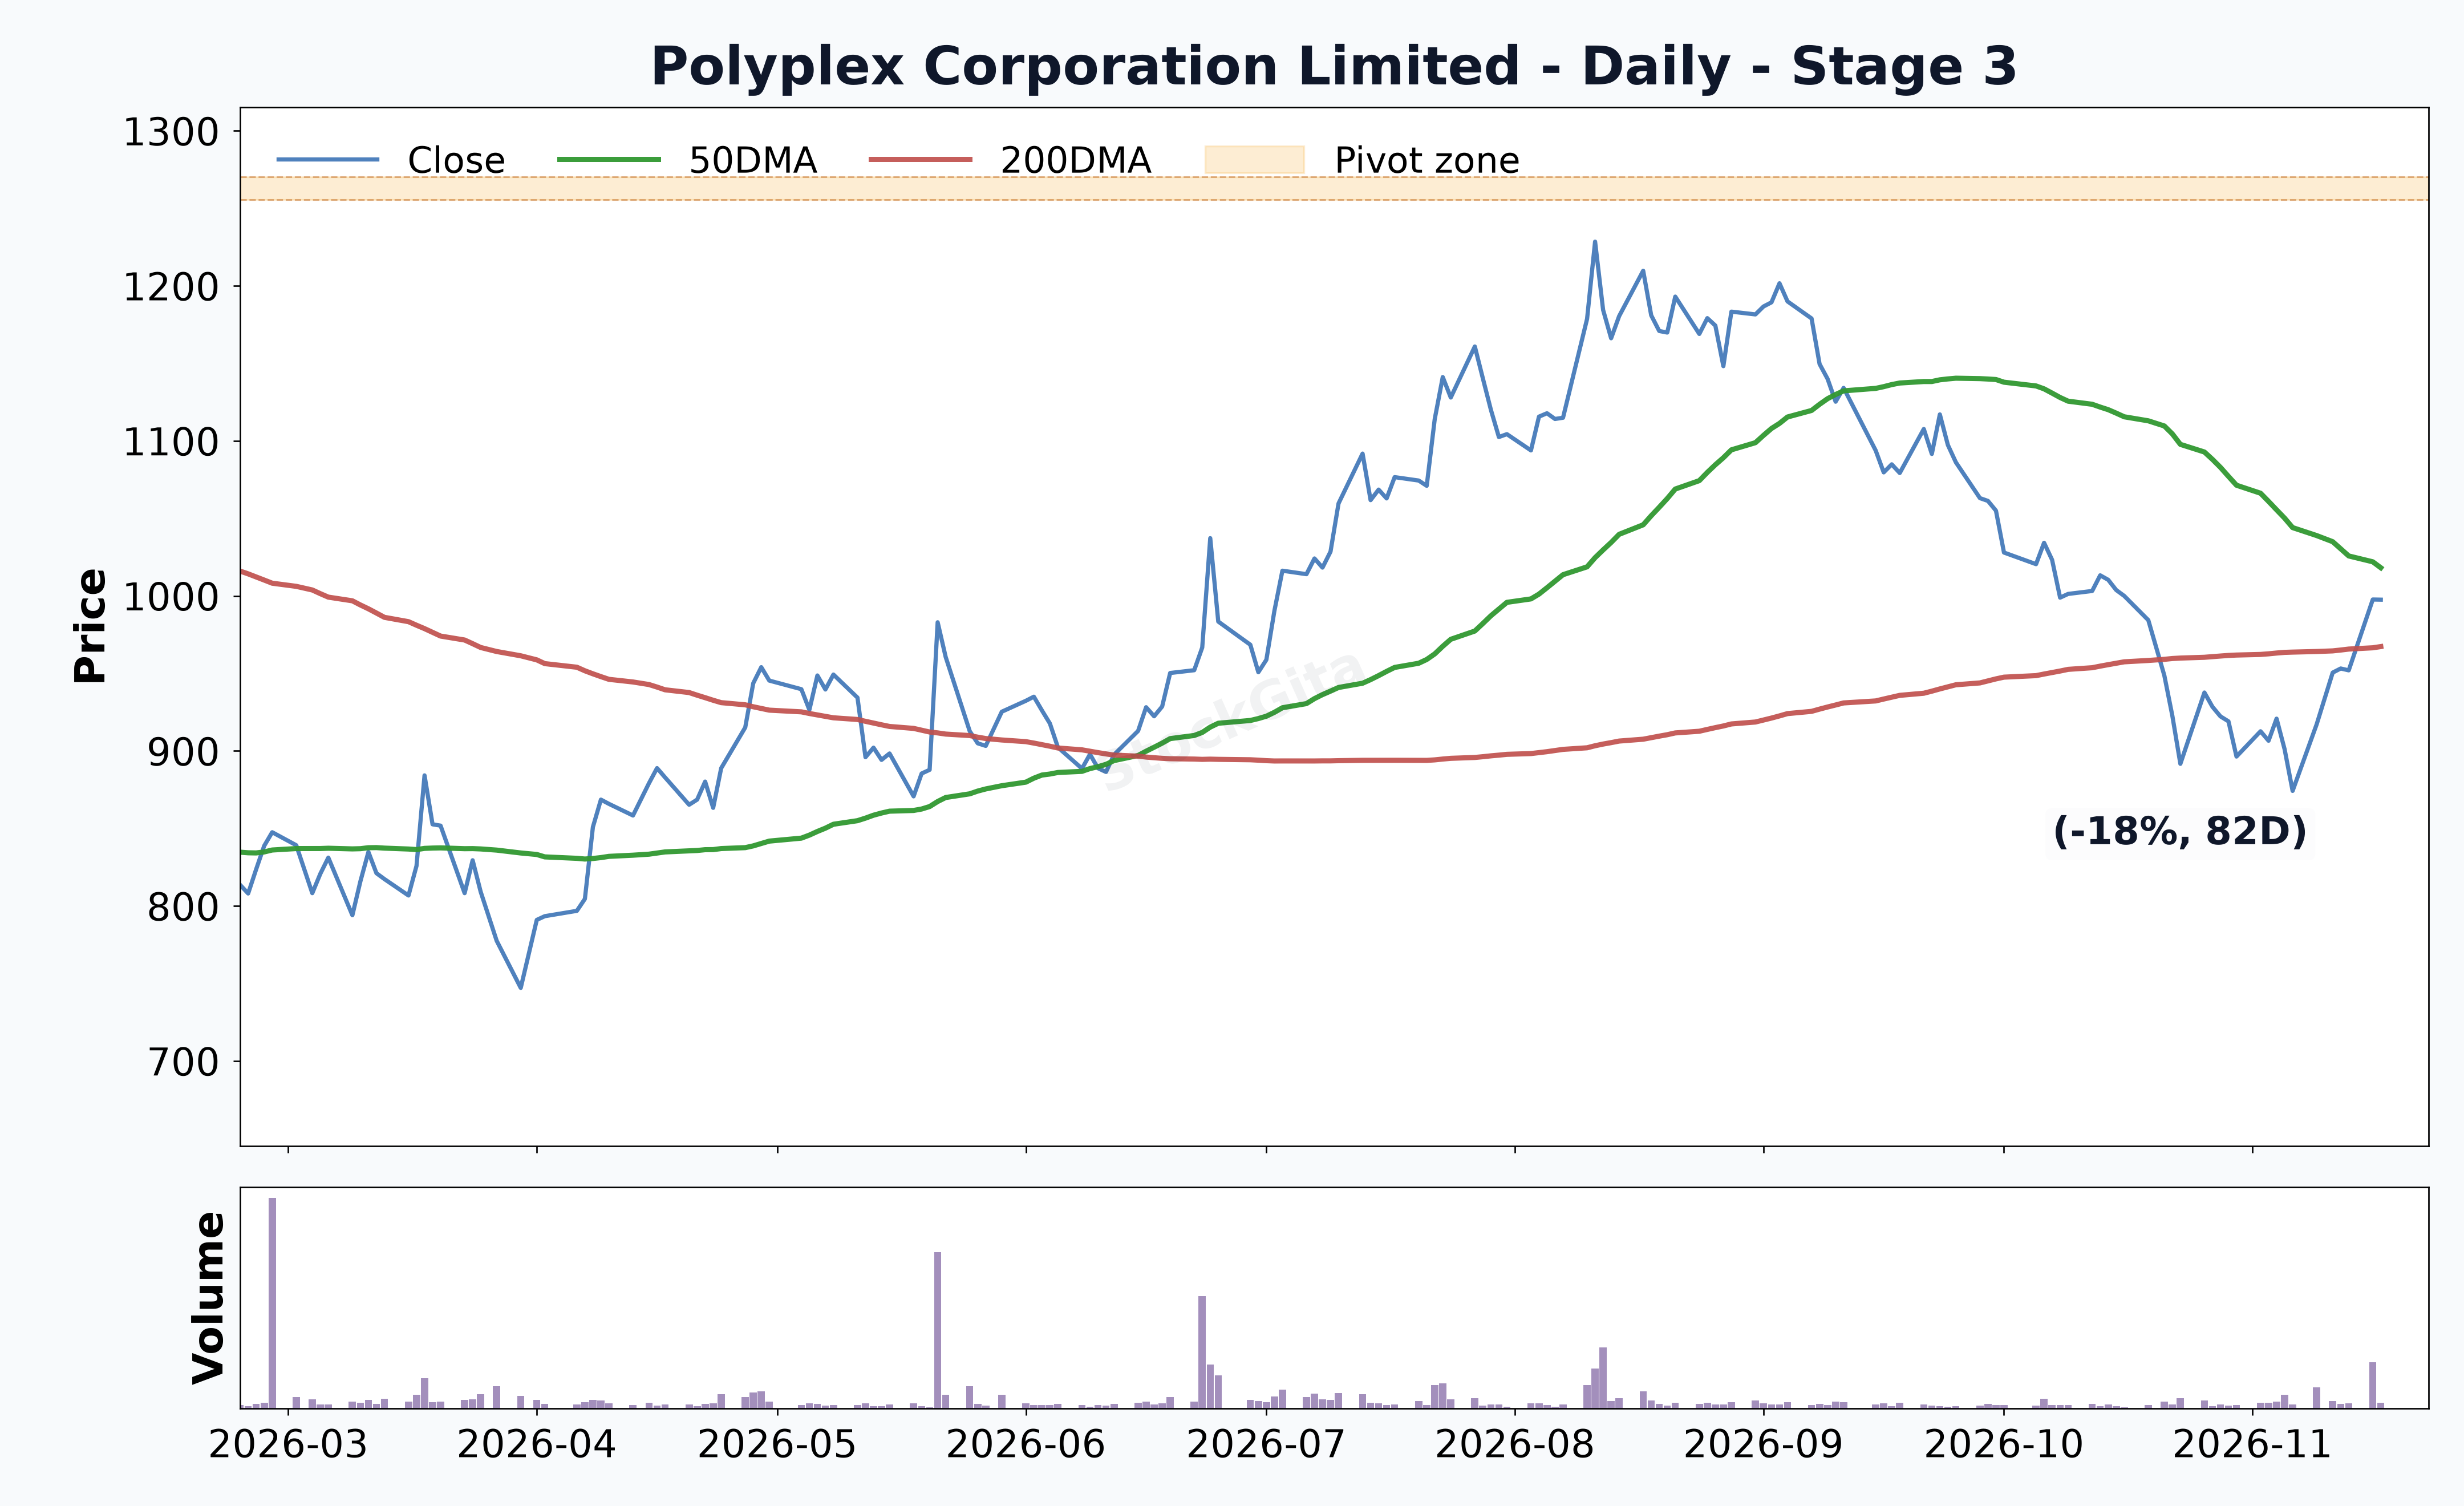 Polyplex Corporation Limited - Daily - Stage 3
1300
Close 50DMA 200DMA Pivot zone
1200
1100
1000
900
800
700
Price
StockGita
(-18%, 82D)
Volume
2026-03 2026-04 2026-05 2026-06 2026-07 2026-08 2026-09 2026-10 2026-11